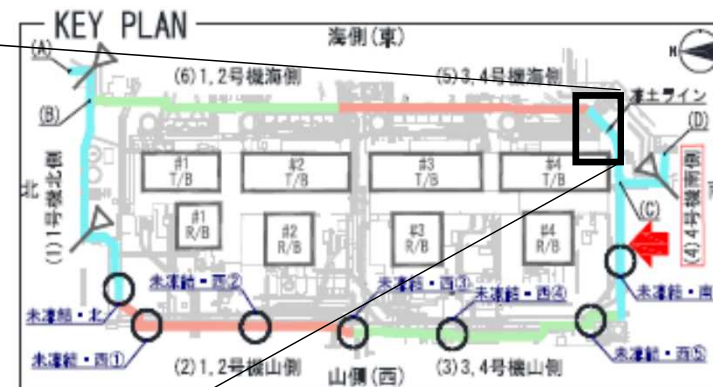 KEY PLAN
海側(東)
N
(A)
(6)1,2号機海側
(5)3,4号機海側
凍土ライン
(B)
(D)
#1
T/B
#2
T/B
#3
T/B
#4
T/B
北
(1)1号機北側
#1
R/B
#2
R/B
#3
R/B
#4
R/B
(C)
(4)4号機南側
未凍結・北
未凍結・西②
未凍結・西③
未凍結・西④
未凍結・南
未凍結・西①
(2)1,2号機山側
(3)3,4号機山側
未凍結・西⑤
山側(西)